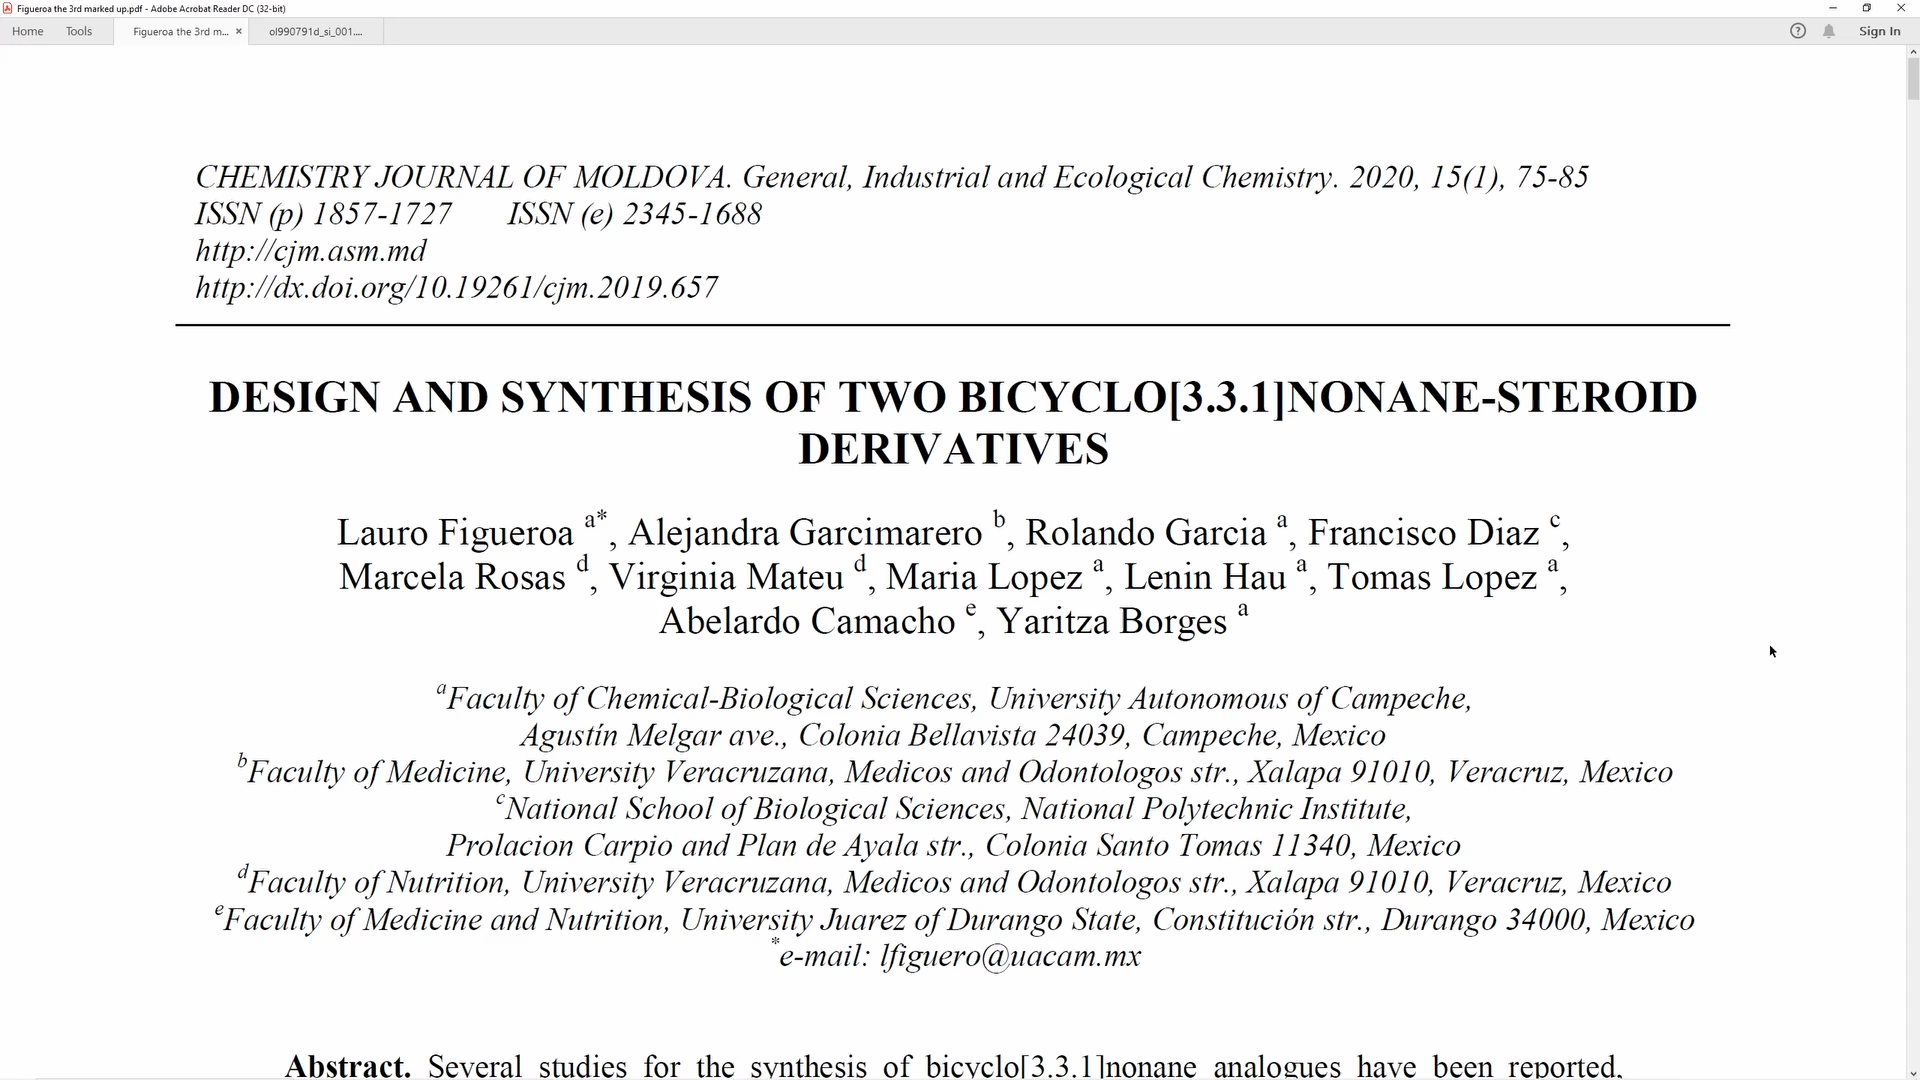 Figueroa the 3rd marked up.pdf - Adobe Acrobat Reader DC (32-bit)
Home Tools Figueroa the 3rd m... × ol990791d_si_001.... Sign In
CHEMISTRY JOURNAL OF MOLDOVA. General, Industrial and Ecological Chemistry. 2020, 15(1), 75-85
ISSN (p) 1857-1727 ISSN (e) 2345-1688
http://cjm.asm.md
http://dx.doi.org/10.19261/cjm.2019.657
DESIGN AND SYNTHESIS OF TWO BICYCLO[3.3.1]NONANE-STEROID
DERIVATIVES
Lauro Figueroa a*, Alejandra Garcimarero b, Rolando Garcia a, Francisco Diaz c,
Marcela Rosas d, Virginia Mateu d, Maria Lopez a, Lenin Hau a, Tomas Lopez a,
Abelardo Camacho e, Yaritza Borges a
aFaculty of Chemical-Biological Sciences, University Autonomous of Campeche,
Agustín Melgar ave., Colonia Bellavista 24039, Campeche, Mexico
bFaculty of Medicine, University Veracruzana, Medicos and Odontologos str., Xalapa 91010, Veracruz, Mexico
cNational School of Biological Sciences, National Polytechnic Institute,
Prolacion Carpio and Plan de Ayala str., Colonia Santo Tomas 11340, Mexico
dFaculty of Nutrition, University Veracruzana, Medicos and Odontologos str., Xalapa 91010, Veracruz, Mexico
eFaculty of Medicine and Nutrition, University Juarez of Durango State, Constitución str., Durango 34000, Mexico
*e-mail: lfiguero@uacam.mx
Abstract. Several studies for the synthesis of bicyclo[3.3.1]nonane analogues have been reported,